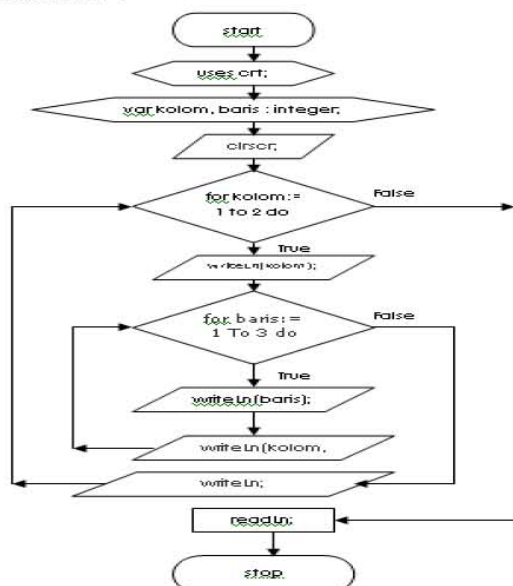 start
uses crt;
var kolom, baris : integer;
clrscr;
for kolom :=
1 to 2 do
False
True
writeln(kolom);
for baris :=
1 To 3 do
False
True
writeLn(baris);
writeLn(kolom,
writeLn;
readln;
stop